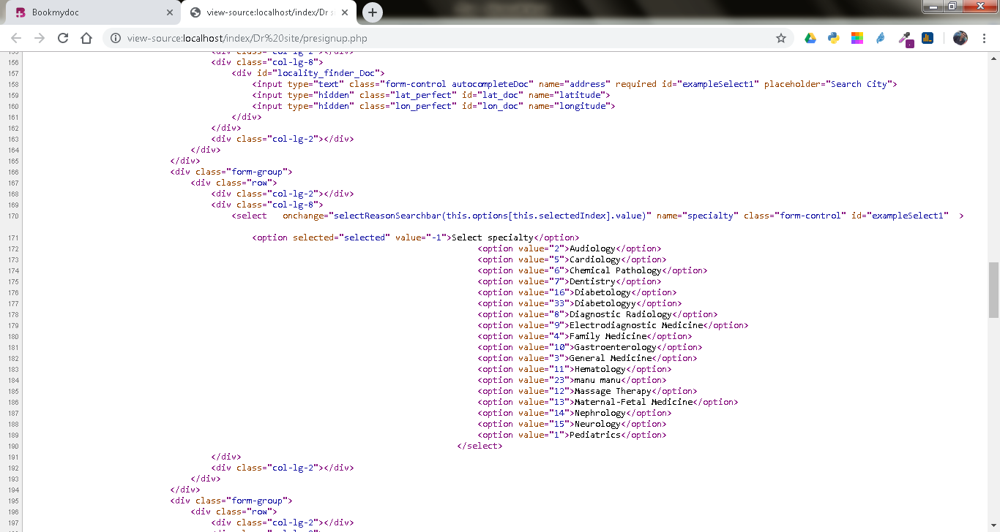 Bookmydoc
view-source:localhost/index/Dr s
view-source:localhost/index/Dr%20site/presignup.php
155 <div class="col-lg-2"></div>
156 <div class="col-lg-8">
157 <div id="locality_finder_Doc">
158 <input type="text" class="form-control autocompleteDoc" name="address" required id="exampleSelect1" placeholder="Search City">
159 <input type="hidden" class="lat_perfect" id="lat_doc" name="latitude">
160 <input type="hidden" class="lon_perfect" id="lon_doc" name="longitude">
161 </div>
162 </div>
163 <div class="col-lg-2"></div>
164 </div>
165 </div>
166 <div class="form-group">
167 <div class="row">
168 <div class="col-lg-2"></div>
169 <div class="col-lg-8">
170 <select onchange="selectReasonSearchbar(this.options[this.selectedIndex].value)" name="specialty" class="form-control" id="exampleSelect1" >
171 <option selected="selected" value="-1">Select specialty</option>
172 <option value="2">Audiology</option>
173 <option value="5">Cardiology</option>
174 <option value="6">Chemical Pathology</option>
175 <option value="7">Dentistry</option>
176 <option value="16">Diabetology</option>
177 <option value="33">Diabetologyy</option>
178 <option value="8">Diagnostic Radiology</option>
179 <option value="9">Electrodiagnostic Medicine</option>
180 <option value="4">Family Medicine</option>
181 <option value="10">Gastroenterology</option>
182 <option value="3">General Medicine</option>
183 <option value="11">Hematology</option>
184 <option value="23">manu manu</option>
185 <option value="12">Massage Therapy</option>
186 <option value="13">Maternal-Fetal Medicine</option>
187 <option value="14">Nephrology</option>
188 <option value="15">Neurology</option>
189 <option value="1">Pediatrics</option>
190 </select>
191 </div>
192 <div class="col-lg-2"></div>
193 </div>
194 </div>
195 <div class="form-group">
196 <div class="row">
197 <div class="col-lg-2"></div>